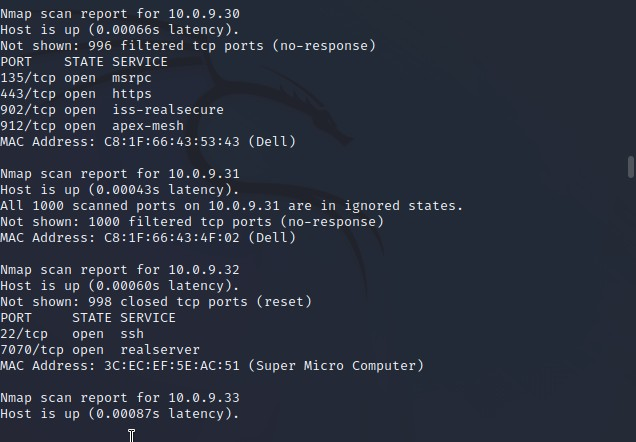 Nmap scan report for 10.0.9.30
Host is up (0.00066s latency).
Not shown: 996 filtered tcp ports (no-response)
PORT    STATE SERVICE
135/tcp open  msrpc
443/tcp open  https
902/tcp open  iss-realsecure
912/tcp open  apex-mesh
MAC Address: C8:1F:66:43:53:43 (Dell)

Nmap scan report for 10.0.9.31
Host is up (0.00043s latency).
All 1000 scanned ports on 10.0.9.31 are in ignored states.
Not shown: 1000 filtered tcp ports (no-response)
MAC Address: C8:1F:66:43:4F:02 (Dell)

Nmap scan report for 10.0.9.32
Host is up (0.00060s latency).
Not shown: 998 closed tcp ports (reset)
PORT     STATE SERVICE
22/tcp   open  ssh
7070/tcp open  realserver
MAC Address: 3C:EC:EF:5E:AC:51 (Super Micro Computer)

Nmap scan report for 10.0.9.33
Host is up (0.00087s latency).